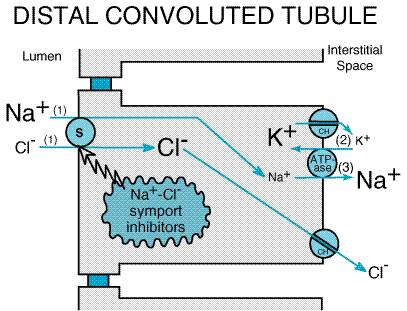 DISTAL CONVOLUTED TUBULE
Lumen
Interstitial
Space
Na+ (1)
S
Cl- (1)
Cl-
K+
CH
(2) K+
ATP-
ase
(3)
Na+
Na+
Na+-Cl-
symport
inhibitors
CH
Cl-